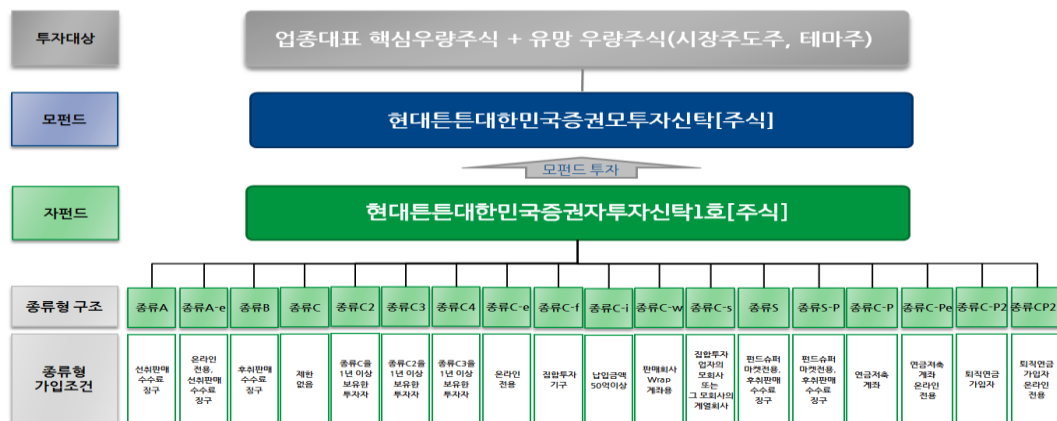 투자대상
업종대표 핵심우량주식 + 유망 우량주식(시장주도주, 테마주)
모펀드
현대튼튼대한민국증권모투자신탁[주식]
모펀드 투자
자펀드
현대튼튼대한민국증권자투자신탁1호[주식]
종류형 구조
종류A
종류A-e
종류B
종류C
종류C2
종류C3
종류C4
종류C-e
종류C-f
종류C-i
종류C-w
종류C-s
종류S
종류S-P
종류C-P
종류C-Pe
종류C-P2
종류CP2
종류형
가입조건
선취판매
수수료
징구
온라인
전용,
선취판매
수수료
징구
후취판매
수수료
징구
제한
없음
종류C을
1년 이상
보유한
투자자
종류C2을
1년 이상
보유한
투자자
종류C3을
1년 이상
보유한
투자자
온라인
전용
집합투자
기구
납입금액
50억이상
판매회사
Wrap
계좌용
집합투자
업자의
모회사
또는
그 모회사의
계열회사
펀드슈퍼
마켓전용,
후취판매
수수료
징구
펀드슈퍼
마켓전용,
후취판매
수수료
징구
연금저축
계좌
연금저축
계좌
온라인
전용
퇴직연금
가입자
퇴직연금
가입자
온라인
전용